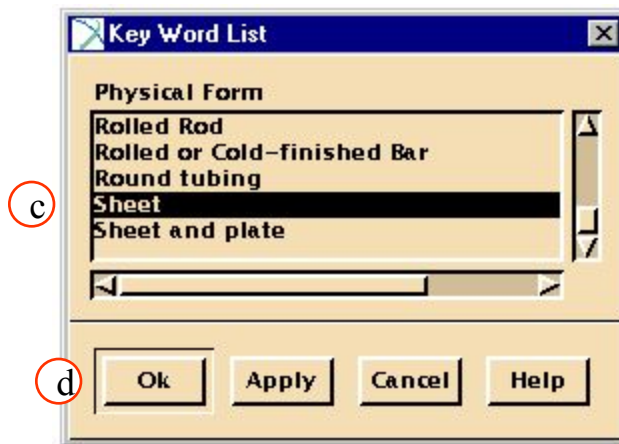 Key Word List
Physical Form
Rolled Rod
Rolled or Cold-finished Bar
Round tubing
c Sheet
Sheet and plate
d Ok Apply Cancel Help